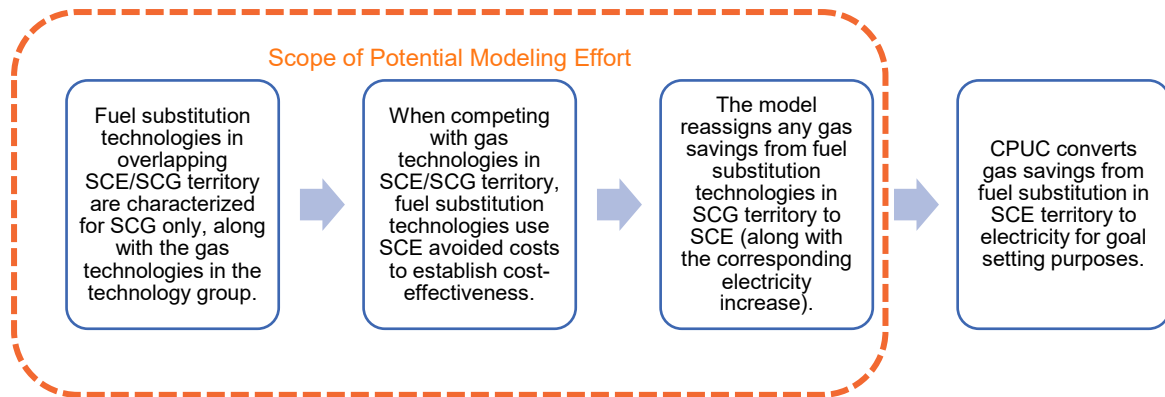 Scope of Potential Modeling Effort
Fuel substitution
technologies in
overlapping
SCE/SCG territory
are characterized
for SCG only, along
with the gas
technologies in the
technology group.
When competing
with gas
technologies in
SCE/SCG territory,
fuel substitution
technologies use
SCE avoided costs
to establish cost-
effectiveness.
The model
reassigns any gas
savings from fuel
substitution
technologies in
SCG territory to
SCE (along with
the corresponding
electricity
increase).
CPUC converts
gas savings from
fuel substitution in
SCE territory to
electricity for goal
setting purposes.